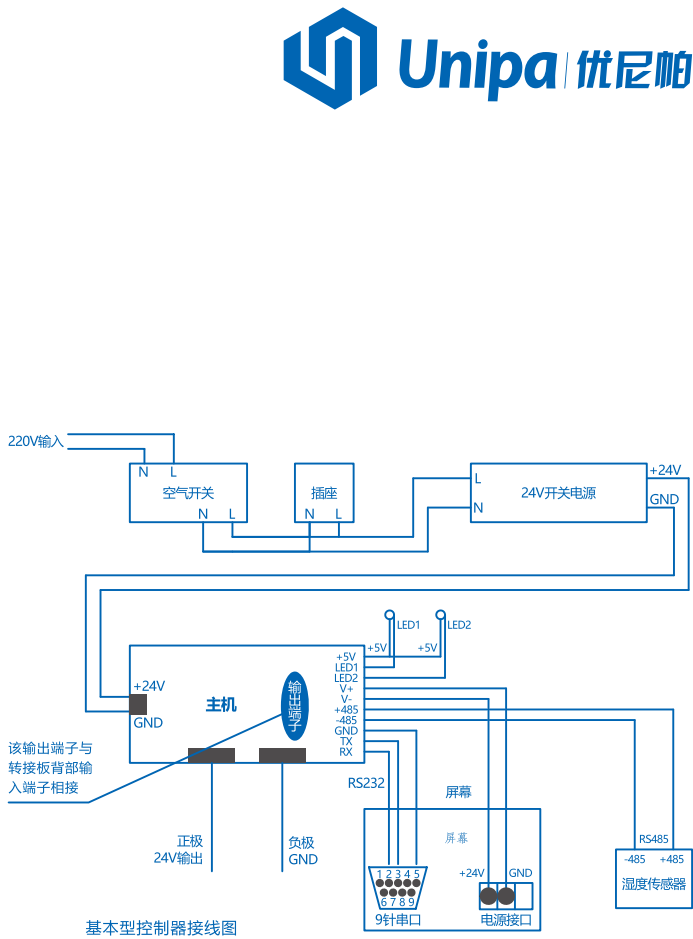 Unipa 优尼帕
220V输入
N L
空气开关
N L
插座
N L
L
N
24V开关电源
+24V
GND
LED1
LED2
+5V
+5V
+24V
GND
主机
输出端子
+5V
LED1
LED2
V+
V-
+485
-485
GND
TX
RX
该输出端子与
转接板背部输
入端子相接
正极
24V输出
负极
GND
RS232
屏幕
屏幕
1 2 3 4 5
6 7 8 9
9针串口
+24V
GND
电源接口
RS485
-485 +485
湿度传感器
基本型控制器接线图